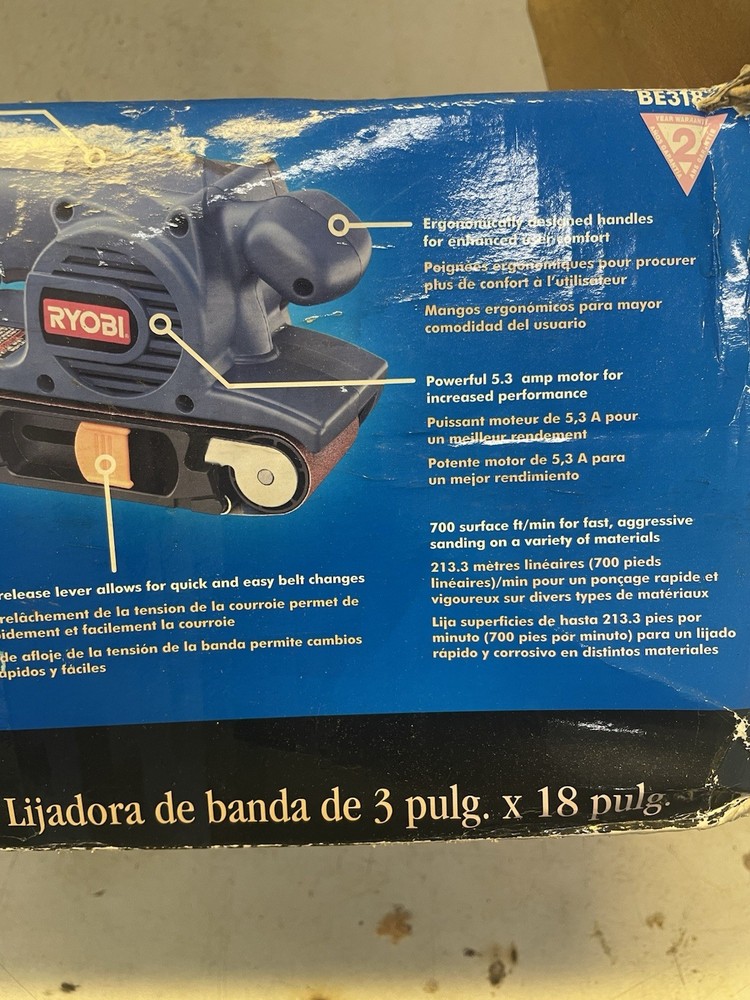 BE318
YEAR WARRANTY
2
RYOBI
Ergonomically designed handles
for enhanced user comfort
Poignées ergonomiques pour procurer
plus de confort à l'utilisateur
Mangos ergonómicos para mayor
comodidad del usuario
Powerful 5.3 amp motor for
increased performance
Puissant moteur de 5,3 A pour
un meilleur rendement
Potente motor de 5,3 A para
un mejor rendimiento
700 surface ft/min for fast, aggressive
sanding on a variety of materials
213.3 mètres linéaires (700 pieds
linéaires)/min pour un ponçage rapide et
vigoureux sur divers types de matériaux
Lija superficies de hasta 213.3 pies por
minuto (700 pies por minuto) para un lijado
rápido y corrosivo en distintos materiales
release lever allows for quick and easy belt changes
relâchement de la tension de la courroie permet de
idement et facilement la courroie
de afloje de la tensión de la banda permite cambios
ápidos y fáciles
Lijadora de banda de 3 pulg. x 18 pulg.